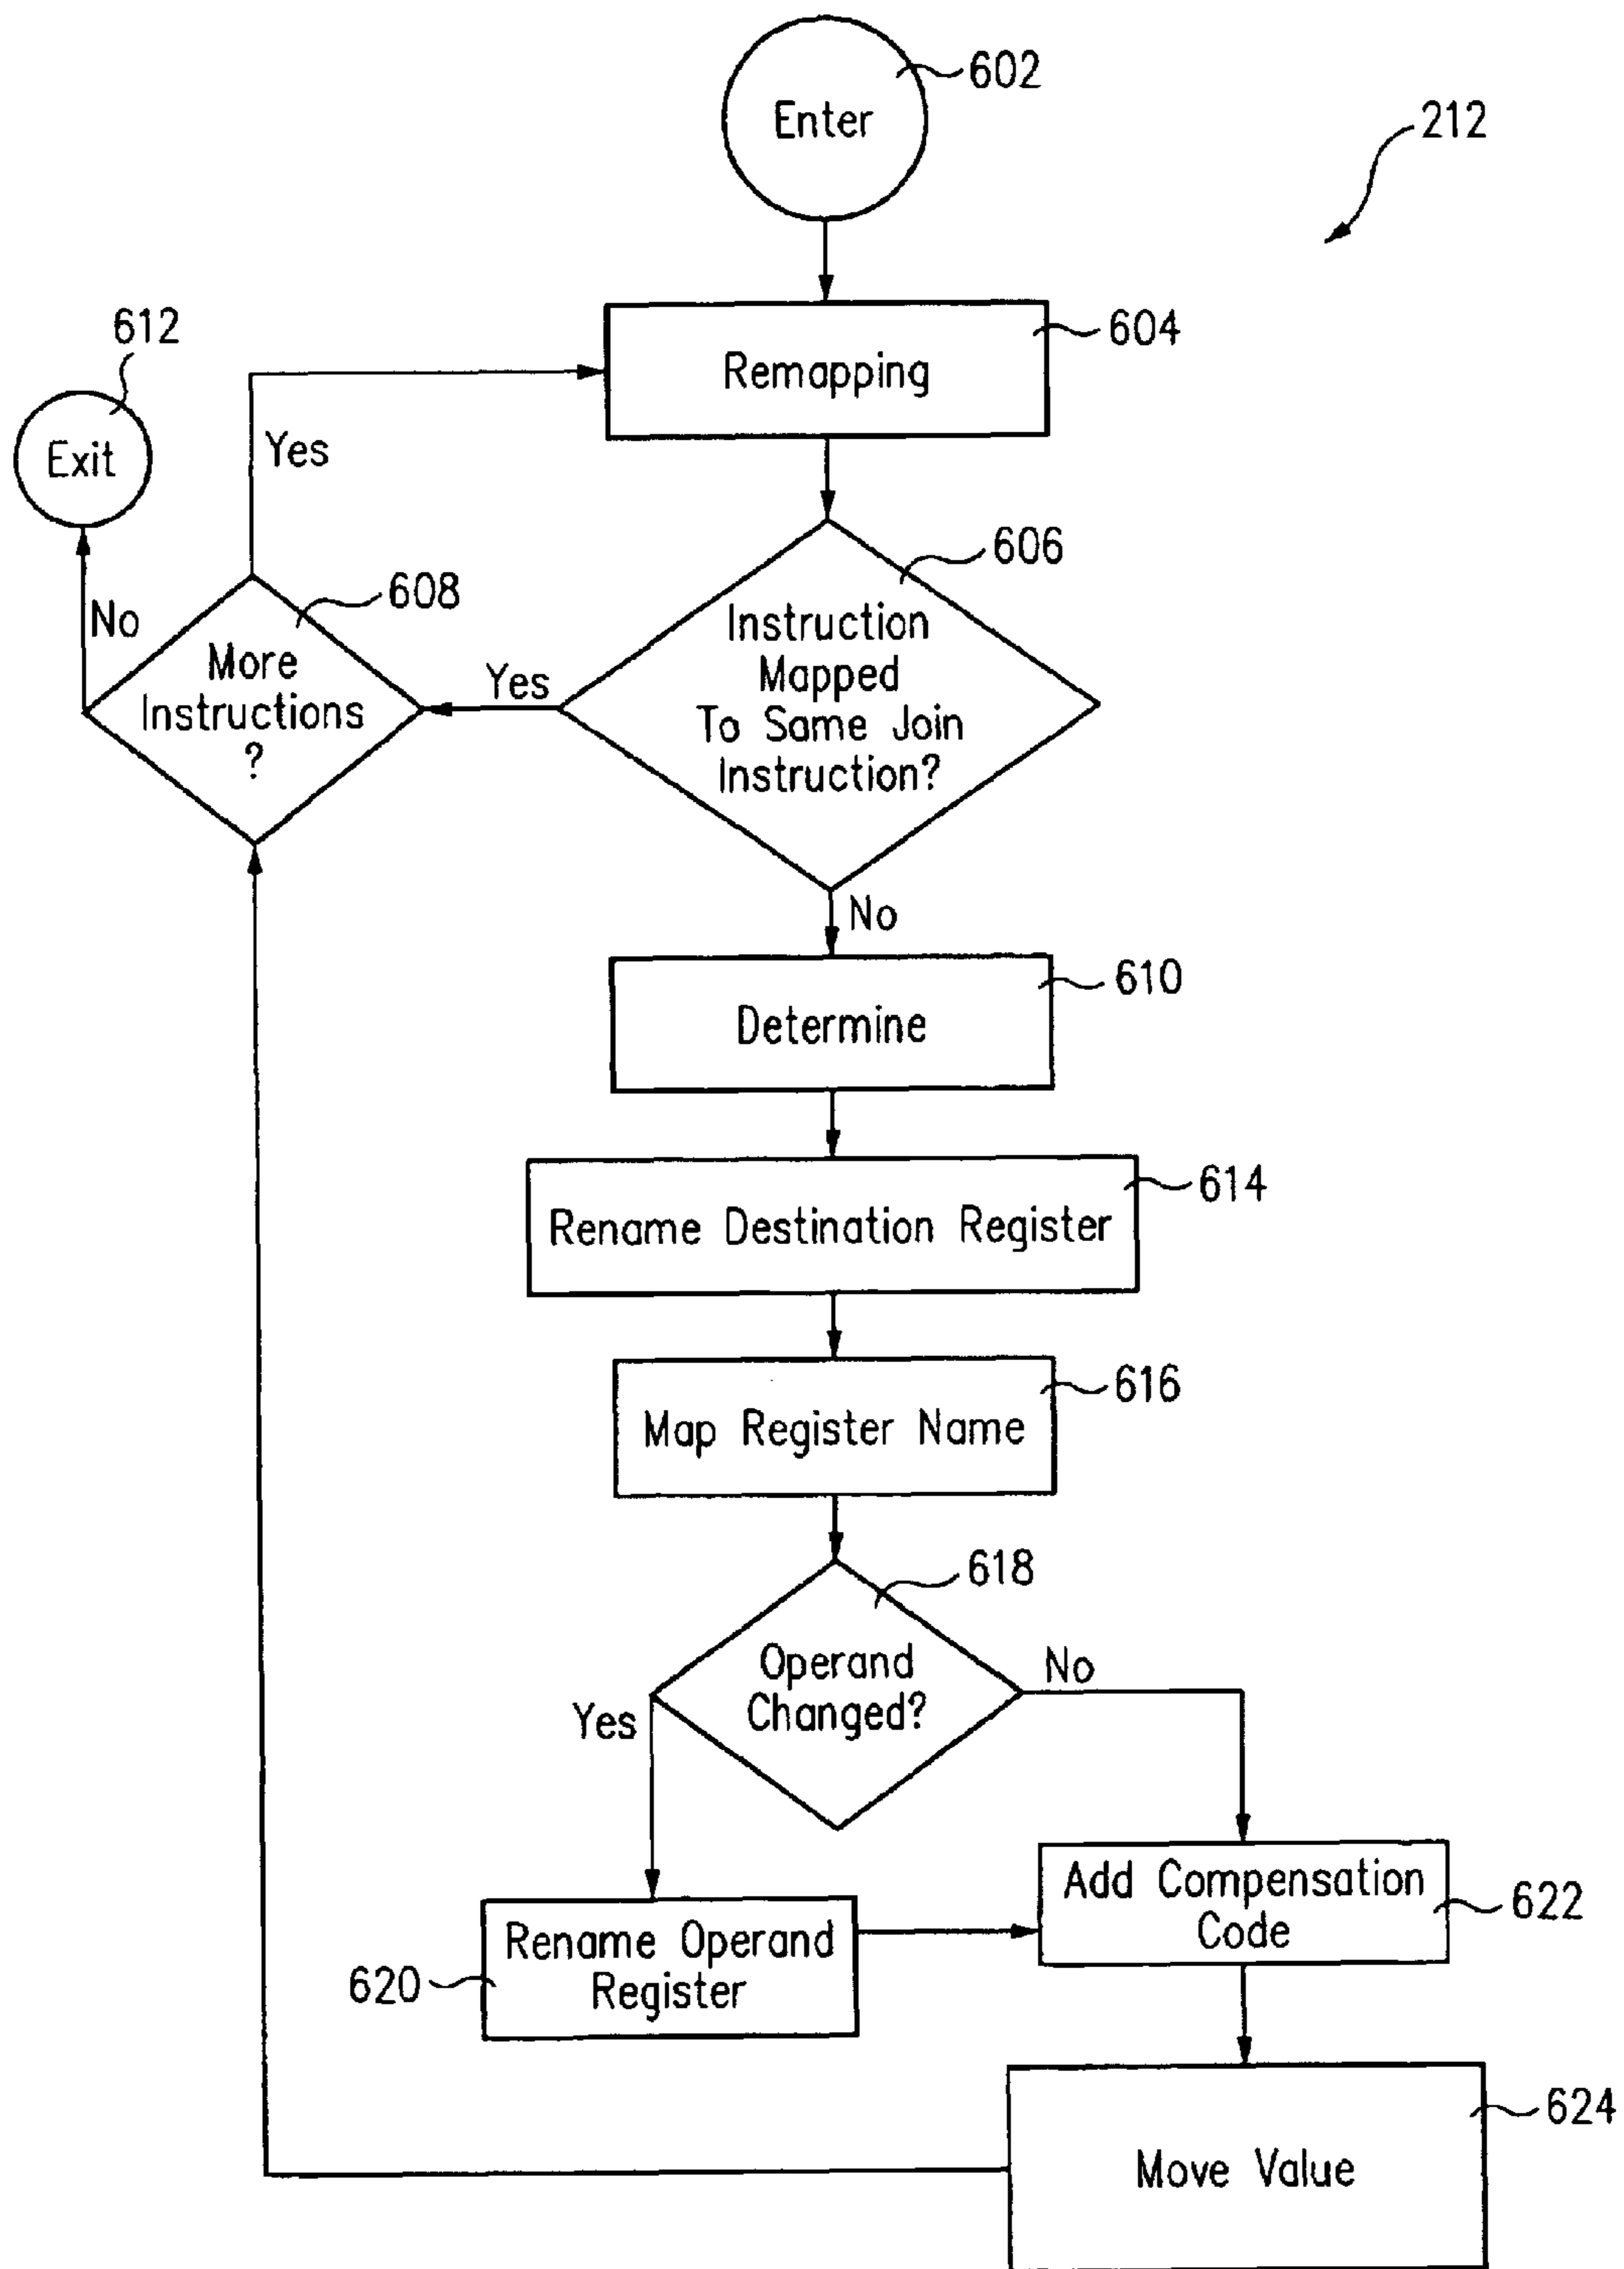 602
Enter
212
612
604
Remapping
Exit
Yes
606
608
No
Instruction
Mapped
To Same Join
Instruction?
More
Instructions
?
Yes
No
610
Determine
614
Rename Destination Register
616
Map Register Name
618
Operand
Changed?
No
Yes
Add Compensation
Code
622
Rename Operand
Register
620
624
Move Value